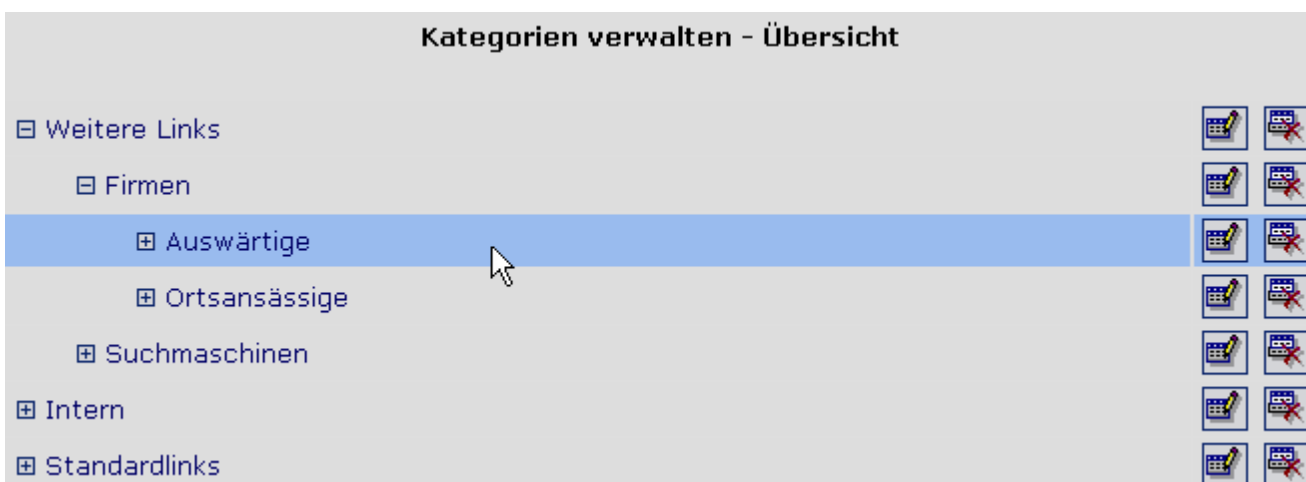 Kategorien verwalten - Übersicht
Weitere Links
Firmen
Auswärtige
Ortsansässige
Suchmaschinen
Intern
Standardlinks